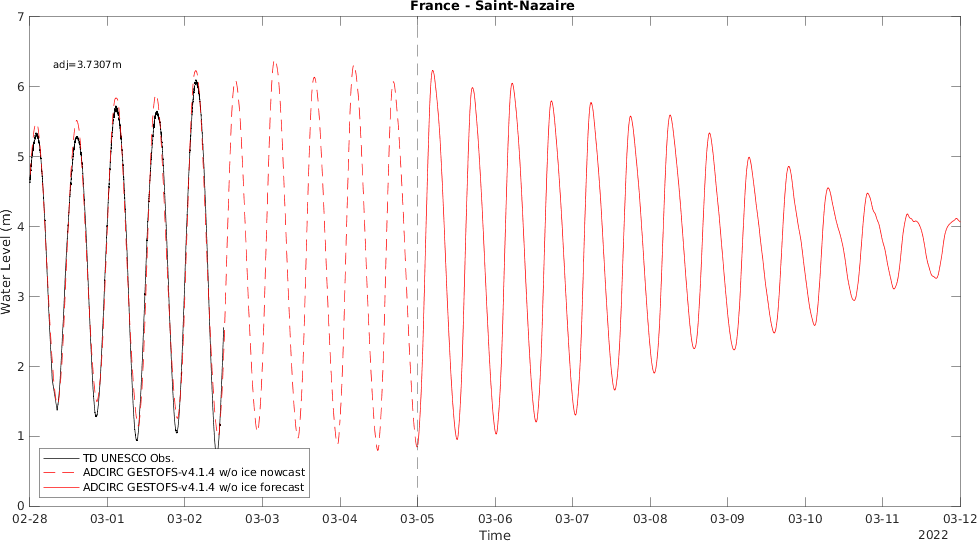 France - Saint-Nazaire
adj=3.7307m
Water Level (m)
7
6
5
4
3
2
1
0
TD UNESCO Obs.
ADCIRC GESTOFS-v4.1.4 w/o ice nowcast
ADCIRC GESTOFS-v4.1.4 w/o ice forecast
02-28 03-01 03-02 03-03 03-04 03-05 03-06 03-07 03-08 03-09 03-10 03-11 03-12
Time
2022